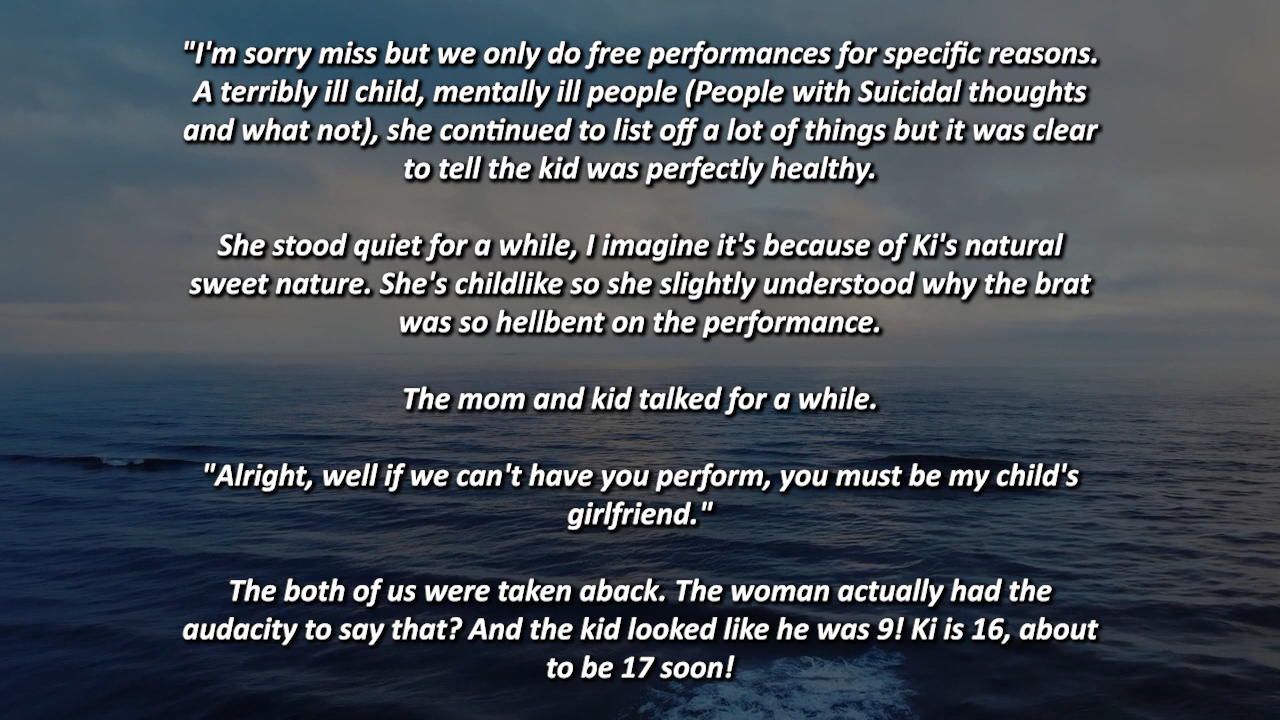 "I'm sorry miss but we only do free performances for specific reasons.
A terribly ill child, mentally ill people (People with Suicidal thoughts
and what not), she continued to list off a lot of things but it was clear
to tell the kid was perfectly healthy.
She stood quiet for a while, I imagine it's because of Ki's natural
sweet nature. She's childlike so she slightly understood why the brat
was so hellbent on the performance.
The mom and kid talked for a while.
"Alright, well if we can't have you perform, you must be my child's
girlfriend."
The both of us were taken aback. The woman actually had the
audacity to say that? And the kid looked like he was 9! Ki is 16, about
to be 17 soon!